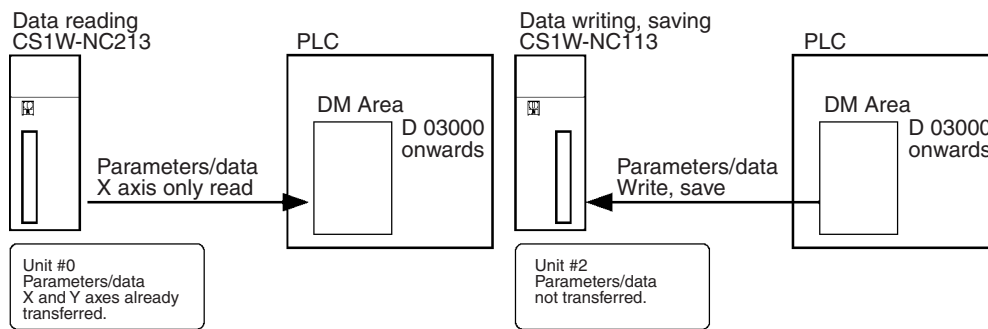 Data reading
CS1W-NC213
PLC
DM Area
D 03000
onwards
Parameters/data
X axis only read
Unit #0
Parameters/data
X and Y axes already
transferred.
Data writing, saving
CS1W-NC113
PLC
DM Area
D 03000
onwards
Parameters/data
Write, save
Unit #2
Parameters/data
not transferred.